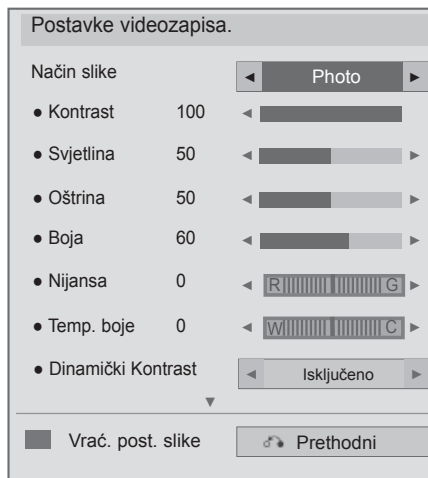 Postavke videozapisa.
Način slike ◄ Photo ►
● Kontrast 100 ◄
● Svjetlina 50 ◄ ►
● Oštrina 50 ◄ ►
● Boja 60 ◄ ►
● Nijansa 0 ◄ R G ►
● Temp. boje 0 ◄ W C ►
● Dinamički Kontrast ◄ Isključeno ►
▼
Vrać. post. slike Prethodni